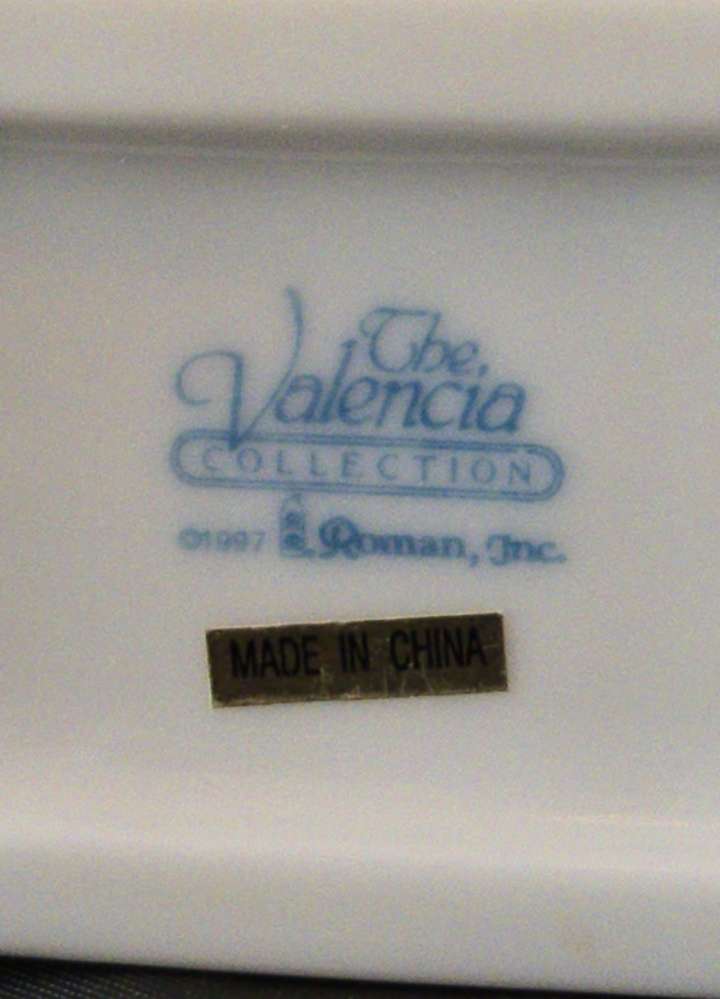 The
Valencia
COLLECTION
©1997 Roman, Inc.
MADE IN CHINA